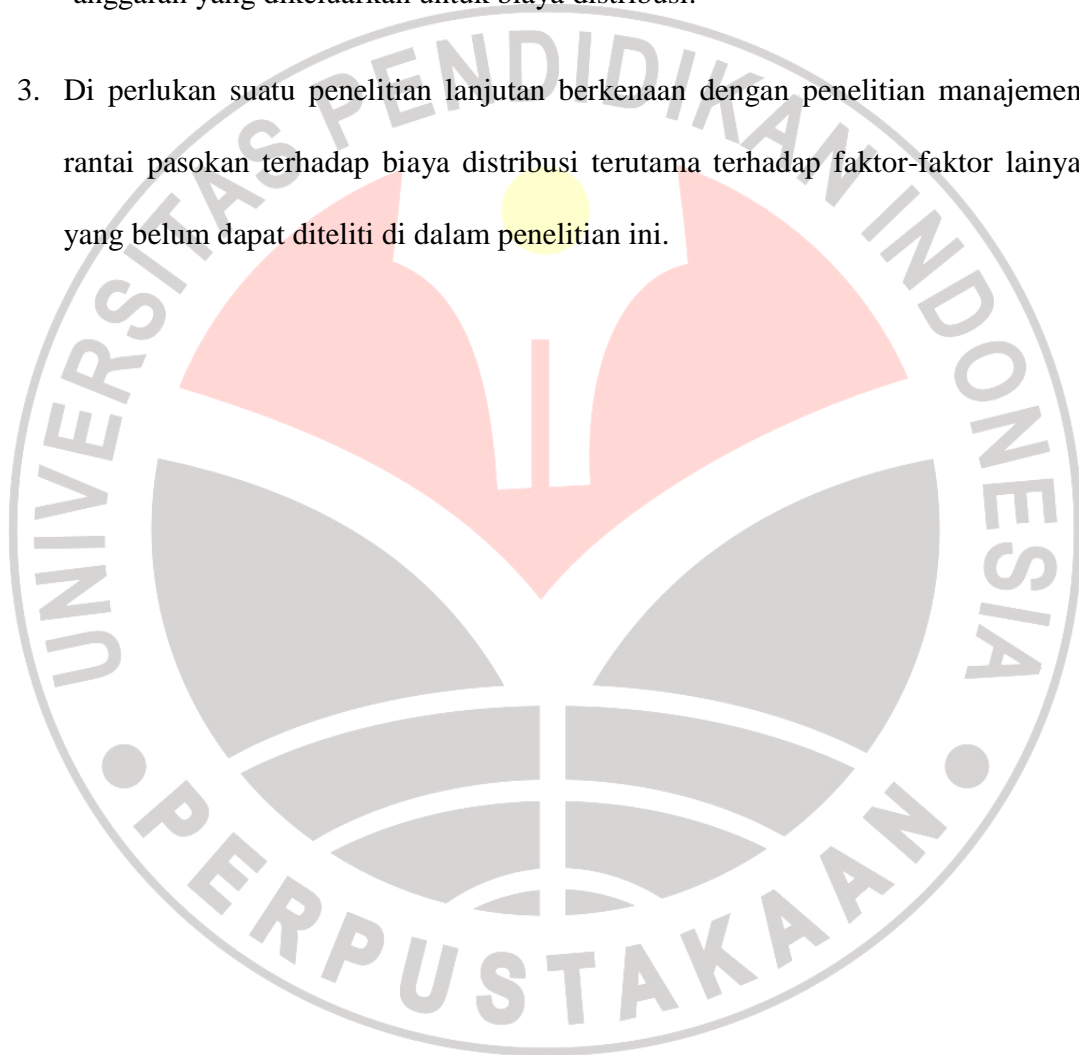 anggaran yang dikeluarkan untuk biaya distribusi.
3. Di perlukan suatu penelitian lanjutan berkenaan dengan penelitian manajemen
rantai pasokan terhadap biaya distribusi terutama terhadap faktor-faktor lainya
yang belum dapat diteliti di dalam penelitian ini.
UNIVERSITAS PENDIDIKAN INDONESIA
PERPUSTAKAAN